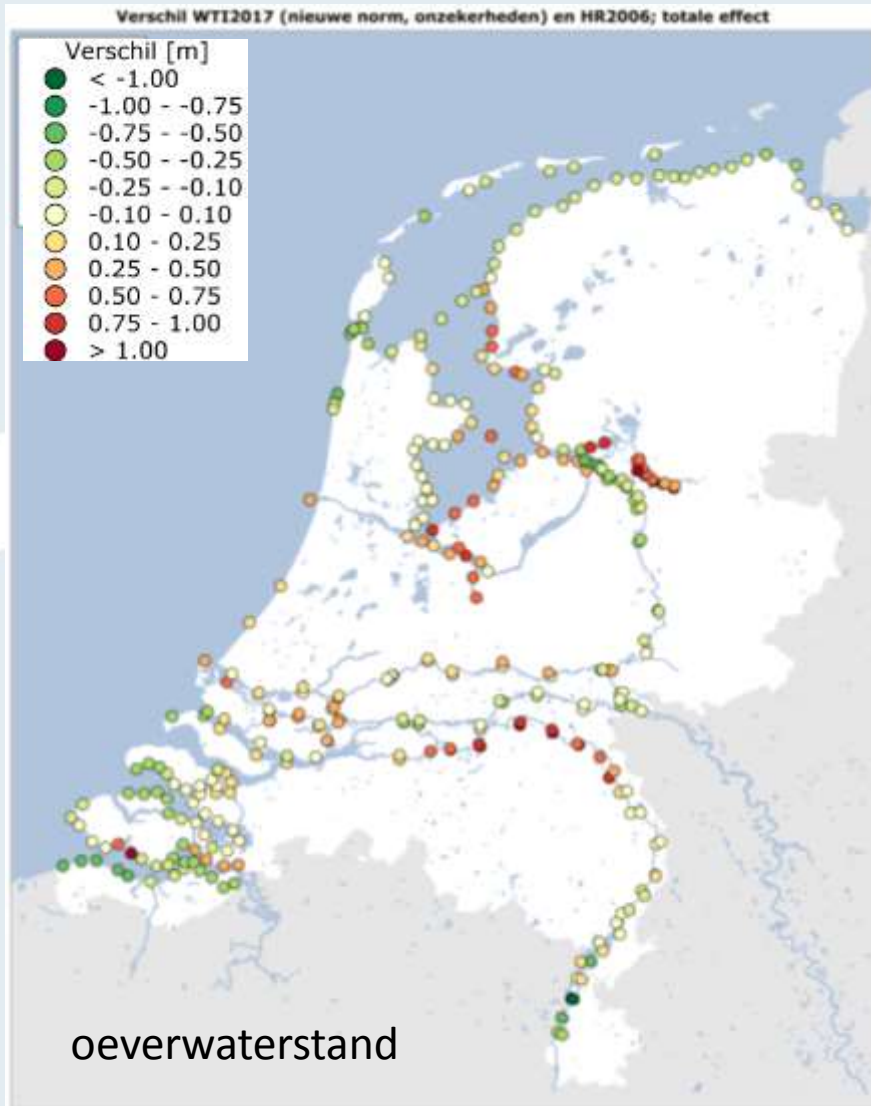 Verschil WTI2017 (nieuwe norm, onzekerheden) en HR2006; totale effect
Verschil [m]
< -1.00
-1.00 - -0.75
-0.75 - -0.50
-0.50 - -0.25
-0.25 - -0.10
-0.10 - 0.10
0.10 - 0.25
0.25 - 0.50
0.50 - 0.75
0.75 - 1.00
> 1.00
oeverwaterstand